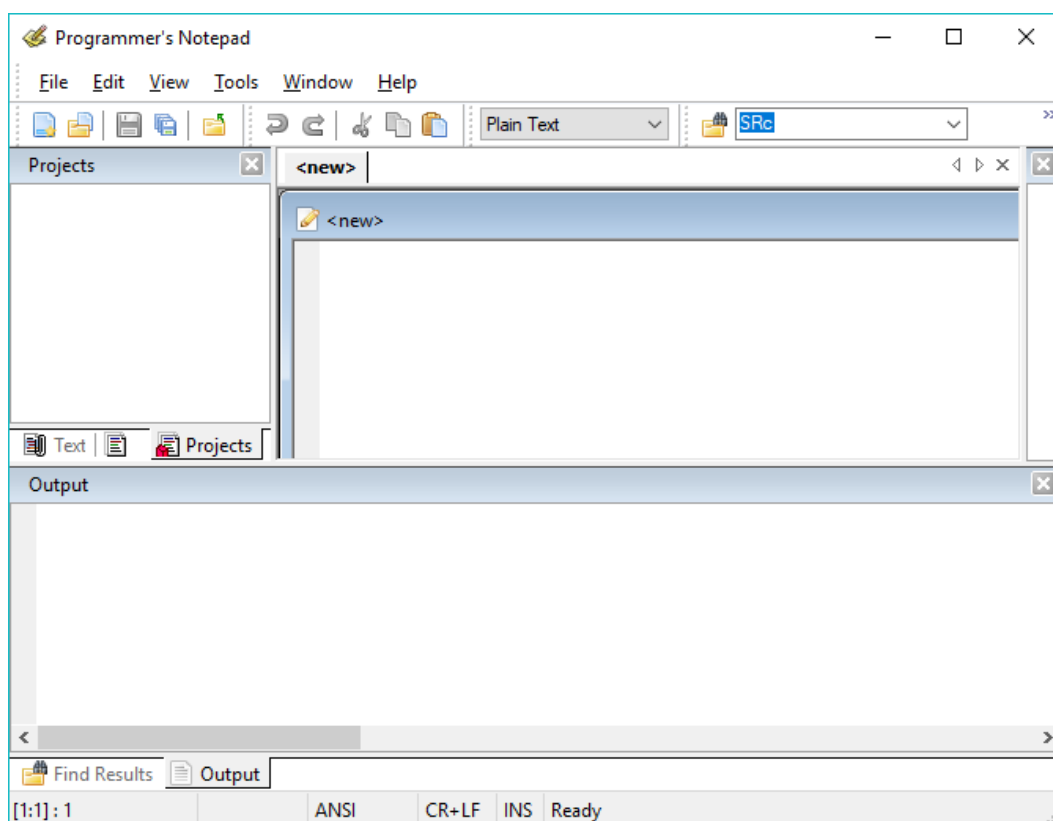 Programmer's Notepad
File Edit View Tools Window Help
Plain Text SRc
Projects <new>
<new>
Text Projects
Output
Find Results Output
[1:1] : 1 ANSI CR+LF INS Ready